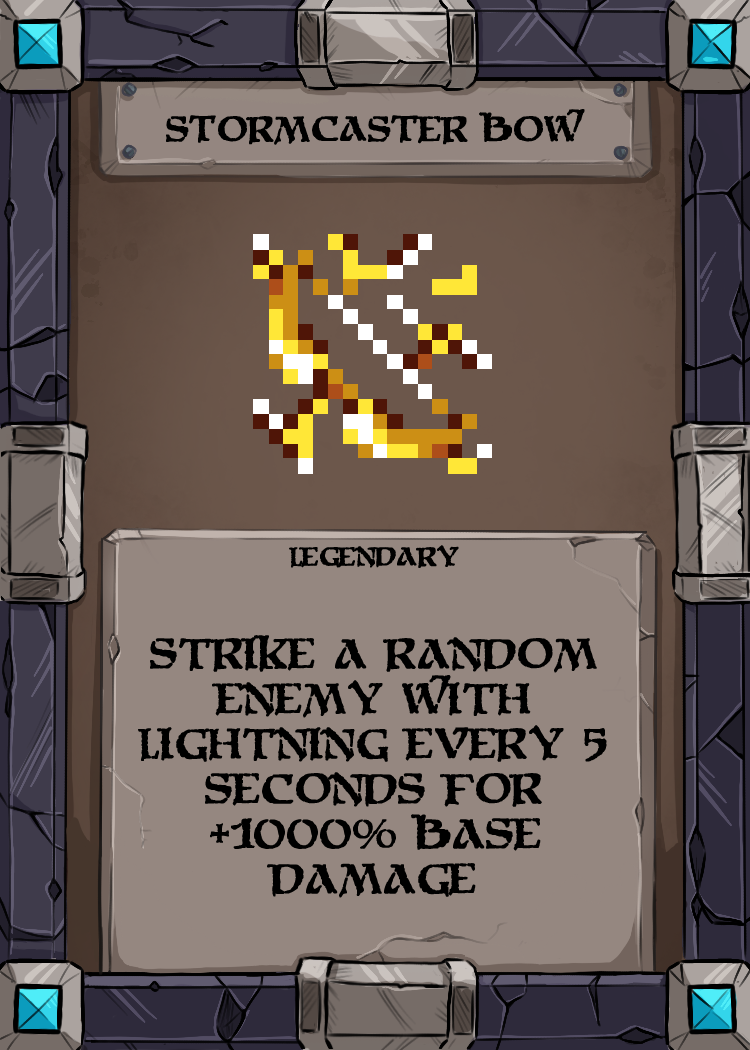 STORMCASTER BOW
LEGENDARY
STRIKE A RANDOM
ENEMY WITH
LIGHTNING EVERY 5
SECONDS FOR
+1000% BASE
DAMAGE